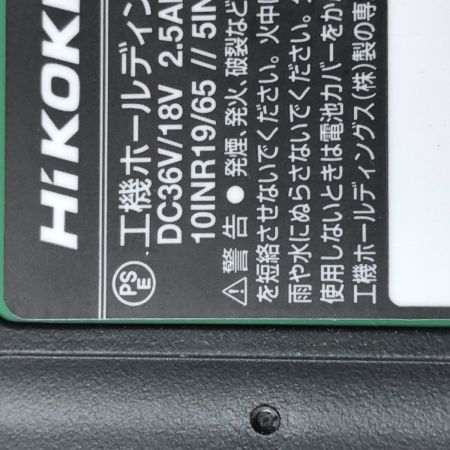 HiKOKI
工機ホールディン
DC36V/18V 2.5A
10INR19/65 // 5IN
PS E
警告 ● 発煙、発火、破裂など
を短絡させないでください。火中
雨や水にぬらさないでください。
使用しないときは電池カバーをか
工機ホールディングス(株)製の専